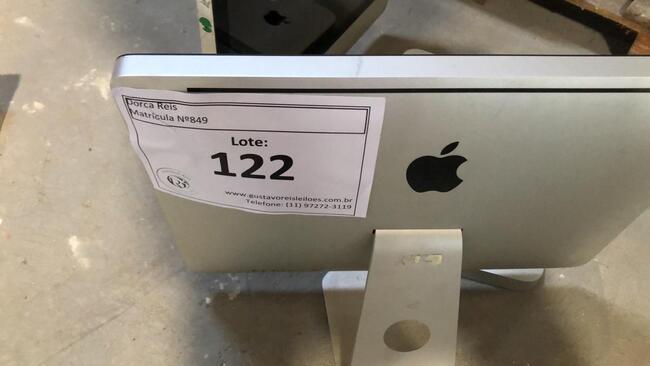 Dorca Reis
Matrícula Nº849
Lote:
122
www.gustavoreisleiloes.com.br
Telefone: (11) 97272-3119